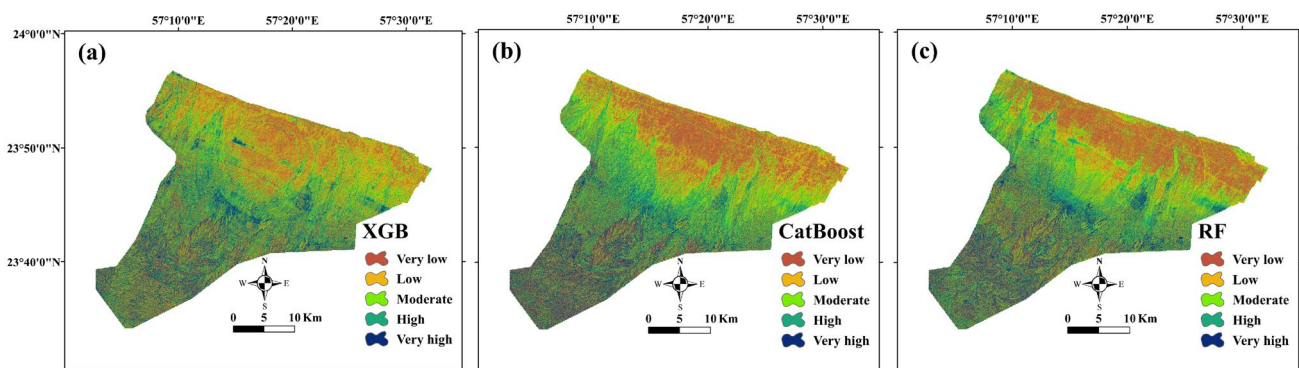 57°10'0"E 57°20'0"E 57°30'0"E
57°10'0"E 57°20'0"E 57°30'0"E
57°10'0"E 57°20'0"E 57°30'0"E
24°0'0"N
23°50'0"N
23°40'0"N
(a)
XGB
Very low
Low
Moderate
High
Very high
N
W E
S
10 5 0 10 Km
(b)
CatBoost
Very low
Low
Moderate
High
Very high
N
W E
S
10 5 0 10 Km
(c)
RF
Very low
Low
Moderate
High
Very high
N
W E
S
10 5 0 10 Km